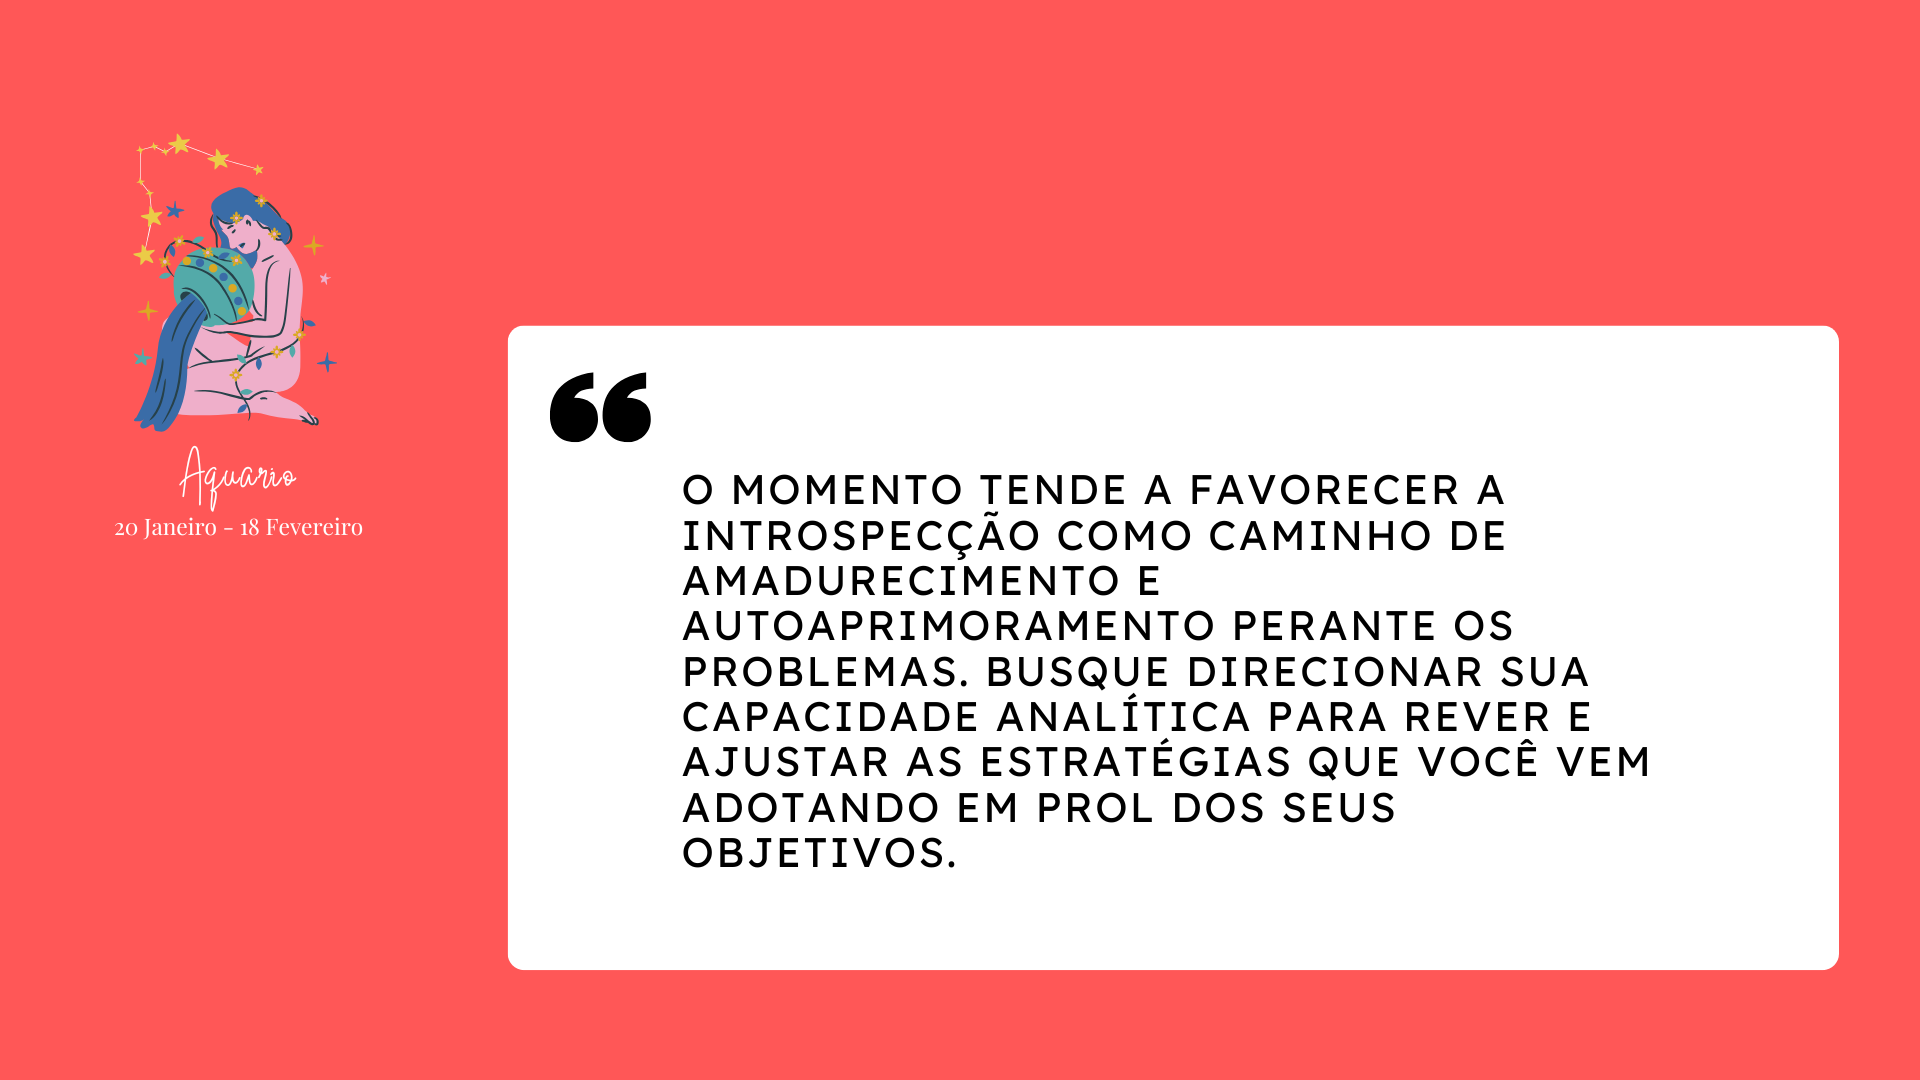 Aquário
20 Janeiro - 18 Fevereiro
“
O MOMENTO TENDE A FAVORECER A
INTROSPECÇÃO COMO CAMINHO DE
AMADURECIMENTO E
AUTOAPRIMORAMENTO PERANTE OS
PROBLEMAS. BUSQUE DIRECIONAR SUA
CAPACIDADE ANALÍTICA PARA REVER E
AJUSTAR AS ESTRATÉGIAS QUE VOCÊ VEM
ADOTANDO EM PROL DOS SEUS
OBJETIVOS.